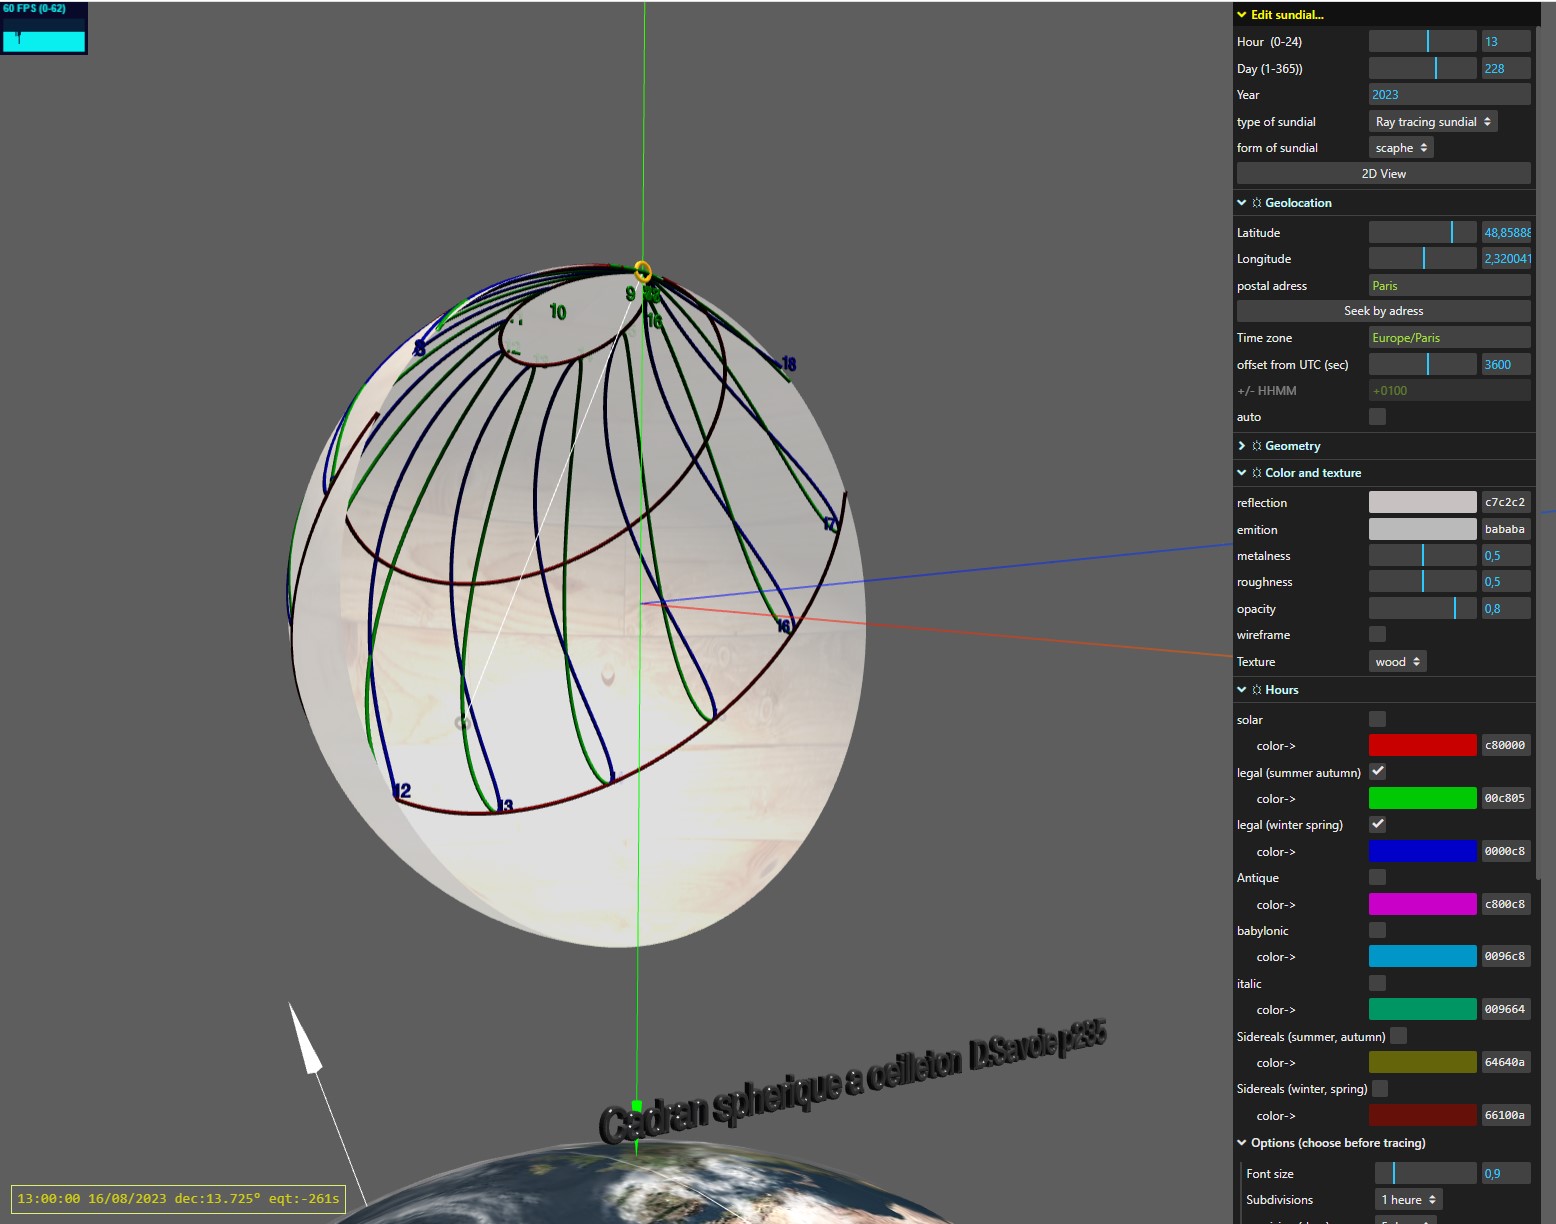 60 FPS (0-62)
Edit sundial...
Hour (0-24) 13
Day (1-365)) 228
Year 2023
type of sundial Ray tracing sundial
form of sundial scaphe
2D View
Geolocation
Latitude 48,85888
Longitude 2,320041
postal adress Paris
Seek by adress
Time zone Europe/Paris
offset from UTC (sec) 3600
+/- HHMM +0100
auto
Geometry
Color and texture
reflection c7c2c2
emition bababa
metalness 0,5
roughness 0,5
opacity 0,8
wireframe
Texture wood
Hours
solar
color-> c80000
legal (summer autumn)
color-> 00c805
legal (winter spring)
color-> 0000c8
Antique
color-> c800c8
babylonic
color-> 0096c8
italic
color-> 009664
Sidereals (summer, autumn)
color-> 64640a
Sidereals (winter, spring)
color-> 66100a
Options (choose before tracing)
Font size 0,9
Subdivisions 1 heure
9
10
16
8
18
17
16
12
13
Cadran spherique a oeilleton D.Savoie p235
13:00:00 16/08/2023 dec:13.725° eqt:-261s